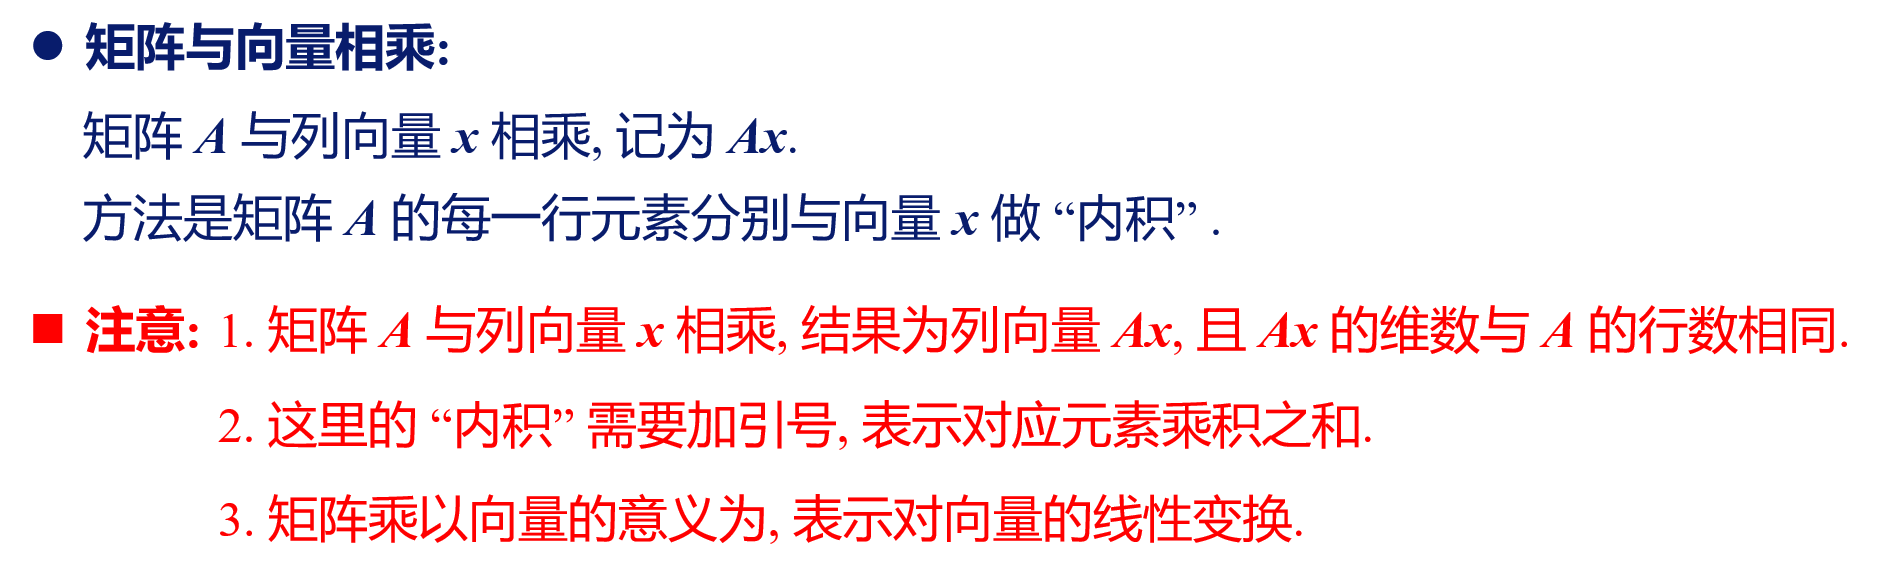 ● 矩阵与向量相乘:
矩阵 A 与列向量 x 相乘, 记为 Ax.
方法是矩阵 A 的每一行元素分别与向量 x 做 “内积” .
■ 注意: 1. 矩阵 A 与列向量 x 相乘, 结果为列向量 Ax, 且 Ax 的维数与 A 的行数相同.
2. 这里的 “内积” 需要加引号, 表示对应元素乘积之和.
3. 矩阵乘以向量的意义为, 表示对向量的线性变换.